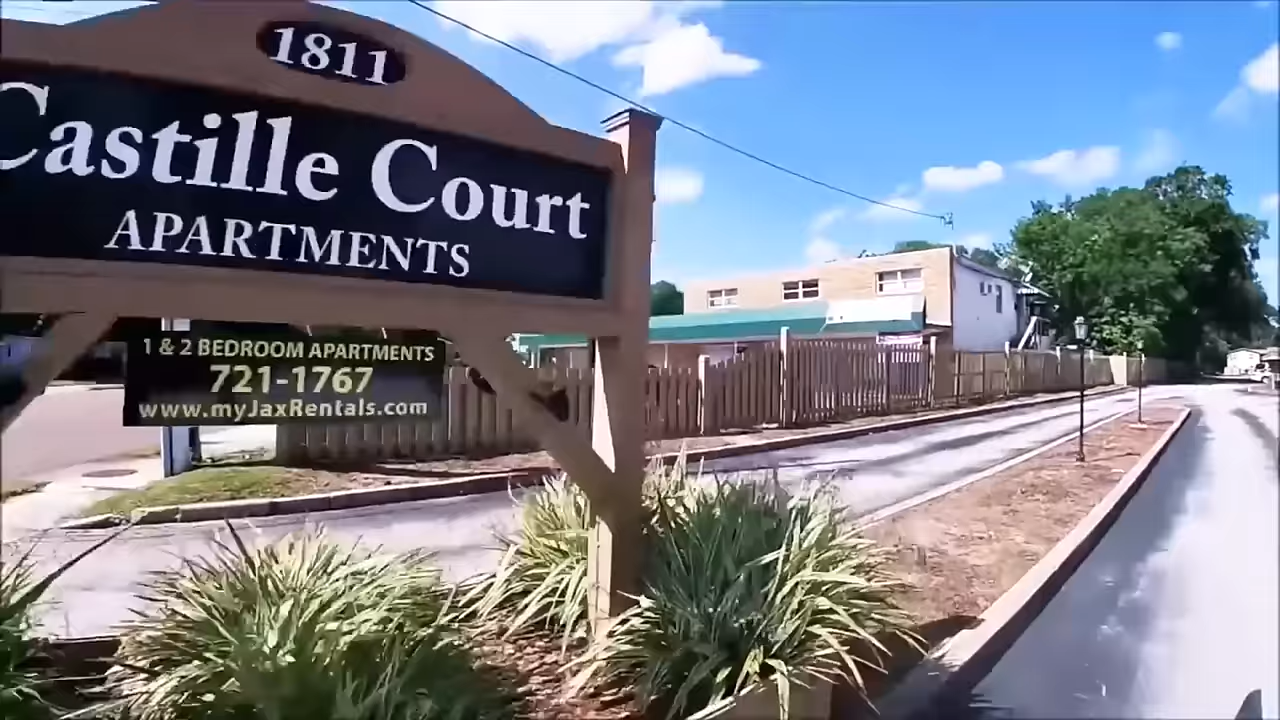 1811
Castille Court
APARTMENTS
1 & 2 BEDROOM APARTMENTS
721-1767
www.myJaxRentals.com